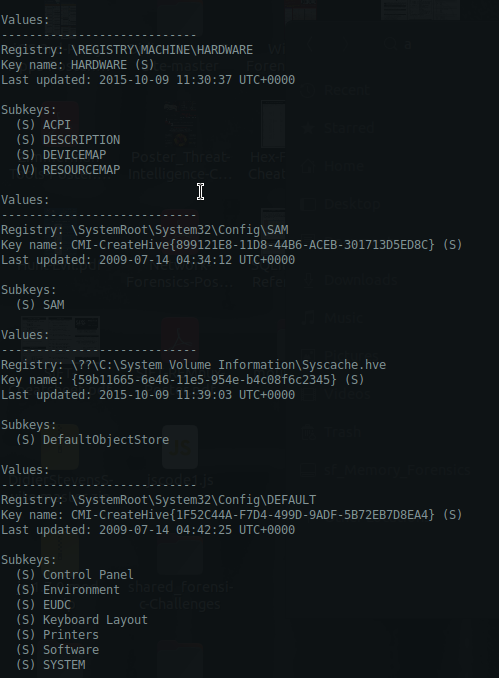 Values:
----------------------------
Registry: \REGISTRY\MACHINE\HARDWARE
Key name: HARDWARE (S)
Last updated: 2015-10-09 11:30:37 UTC+0000

Subkeys:
  (S) ACPI
  (S) DESCRIPTION
  (S) DEVICEMAP
  (V) RESOURCEMAP

Values:
----------------------------
Registry: \SystemRoot\System32\Config\SAM
Key name: CMI-CreateHive{899121E8-11D8-44B6-ACEB-301713D5ED8C} (S)
Last updated: 2009-07-14 04:34:12 UTC+0000

Subkeys:
  (S) SAM

Values:
----------------------------
Registry: \??\C:\System Volume Information\Syscache.hve
Key name: {59b11665-6e46-11e5-954e-b4c08f6c2345} (S)
Last updated: 2015-10-09 11:39:03 UTC+0000

Subkeys:
  (S) DefaultObjectStore

Values:
----------------------------
Registry: \SystemRoot\System32\Config\DEFAULT
Key name: CMI-CreateHive{1F52C44A-F7D4-499D-9ADF-5B72EB7D8EA4} (S)
Last updated: 2009-07-14 04:42:25 UTC+0000

Subkeys:
  (S) Control Panel
  (S) Environment
  (S) EUDC
  (S) Keyboard Layout
  (S) Printers
  (S) Software
  (S) SYSTEM